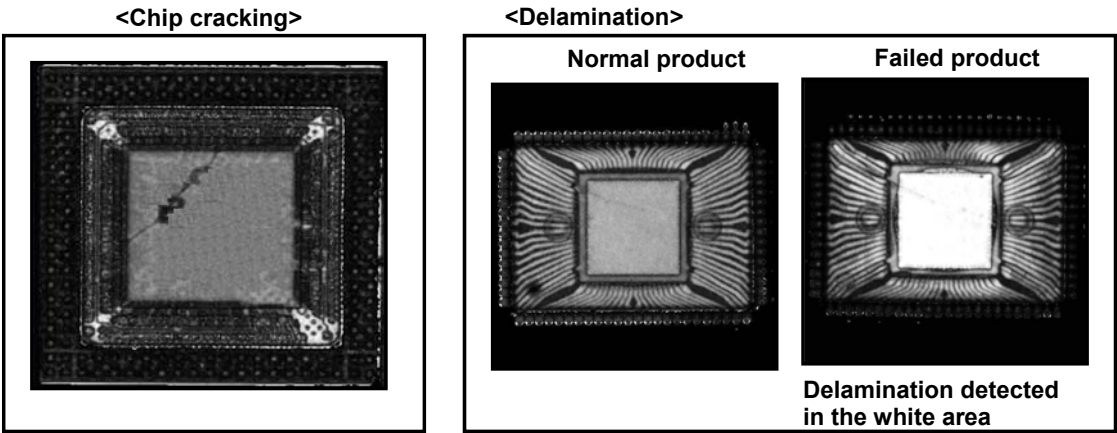 <Chip cracking>
<Delamination>
Normal product
Failed product
Delamination detected
in the white area